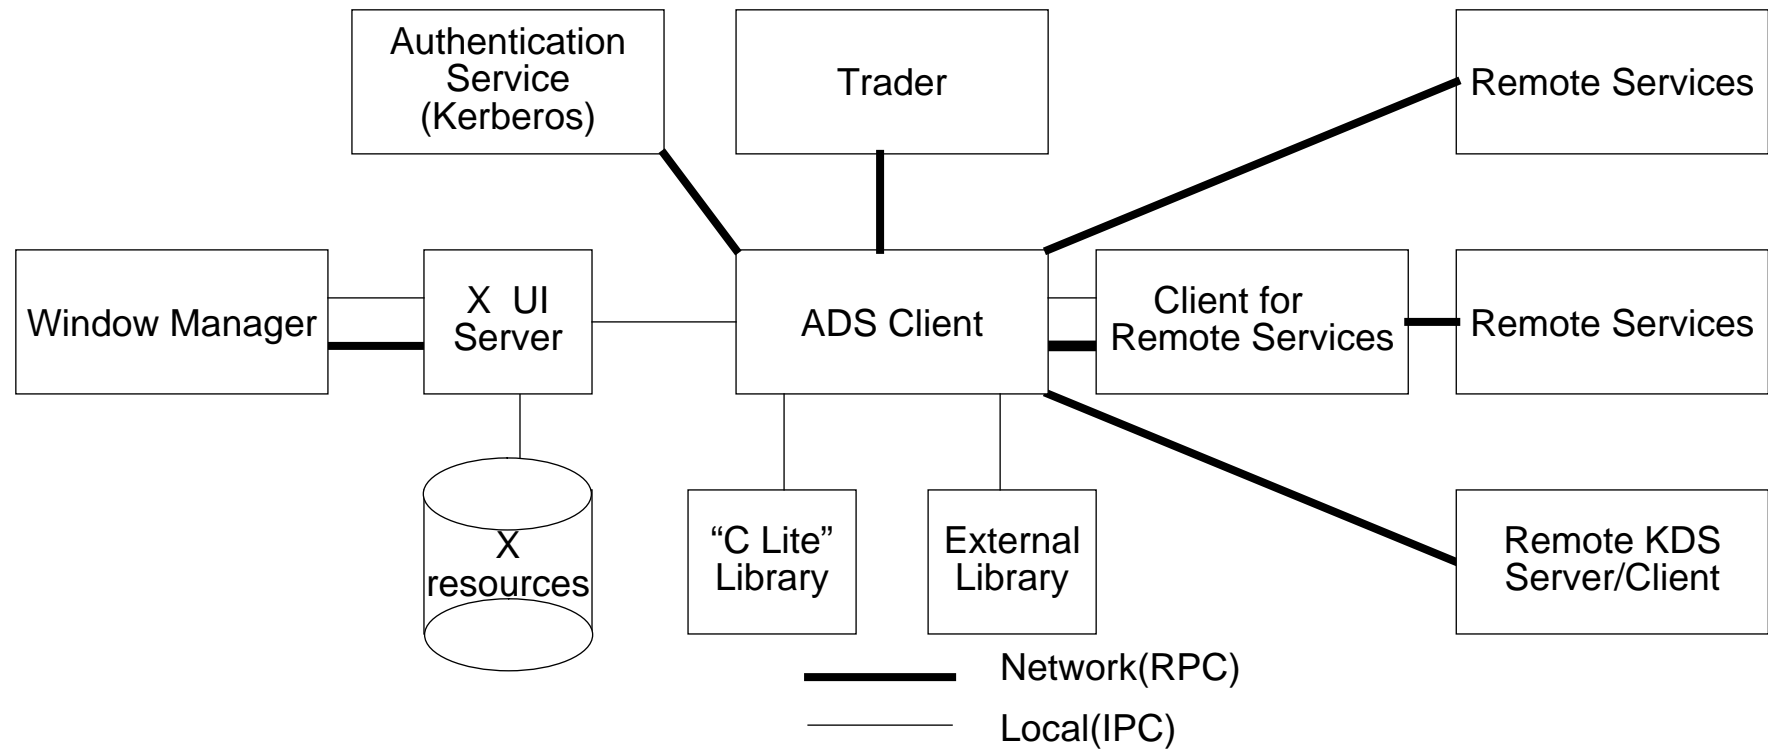 Authentication
Service
(Kerberos)
Trader
Remote Services
Window Manager
X UI
Server
ADS Client
Client for
Remote Services
Remote Services
X
resources
“C Lite”
Library
External
Library
Remote KDS
Server/Client
Network(RPC)
Local(IPC)